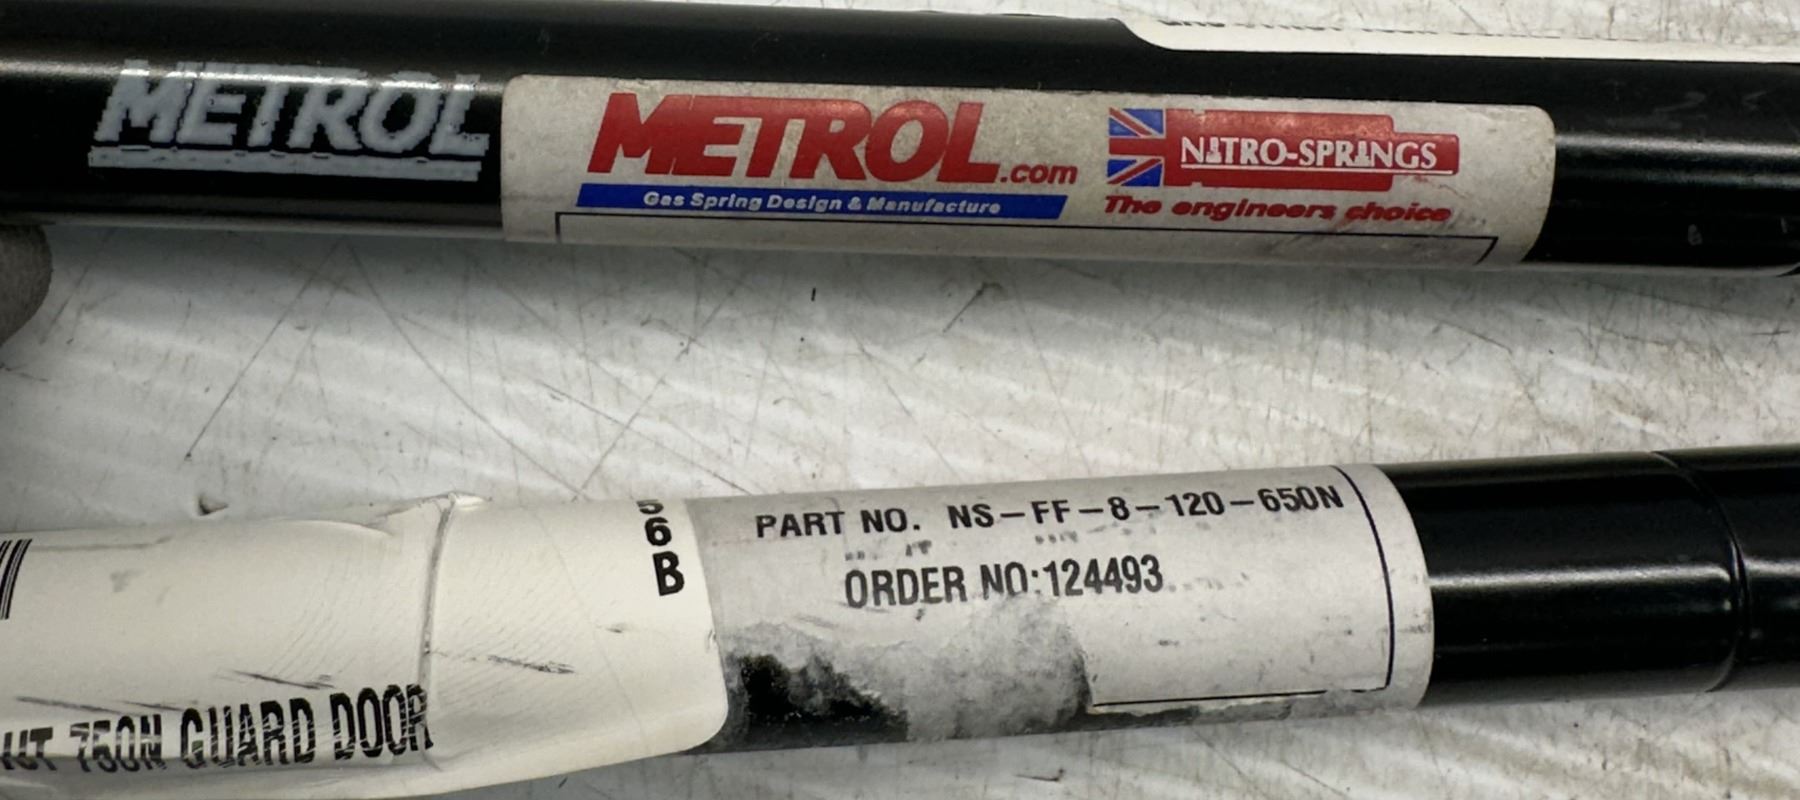 METROL
METROL.com
Gas Spring Design & Manufacture
NITRO-SPRINGS
The engineers choice
PART NO. NS-FF-8-120-650N
ORDER NO:124493
6
B
750N GUARD DOOR